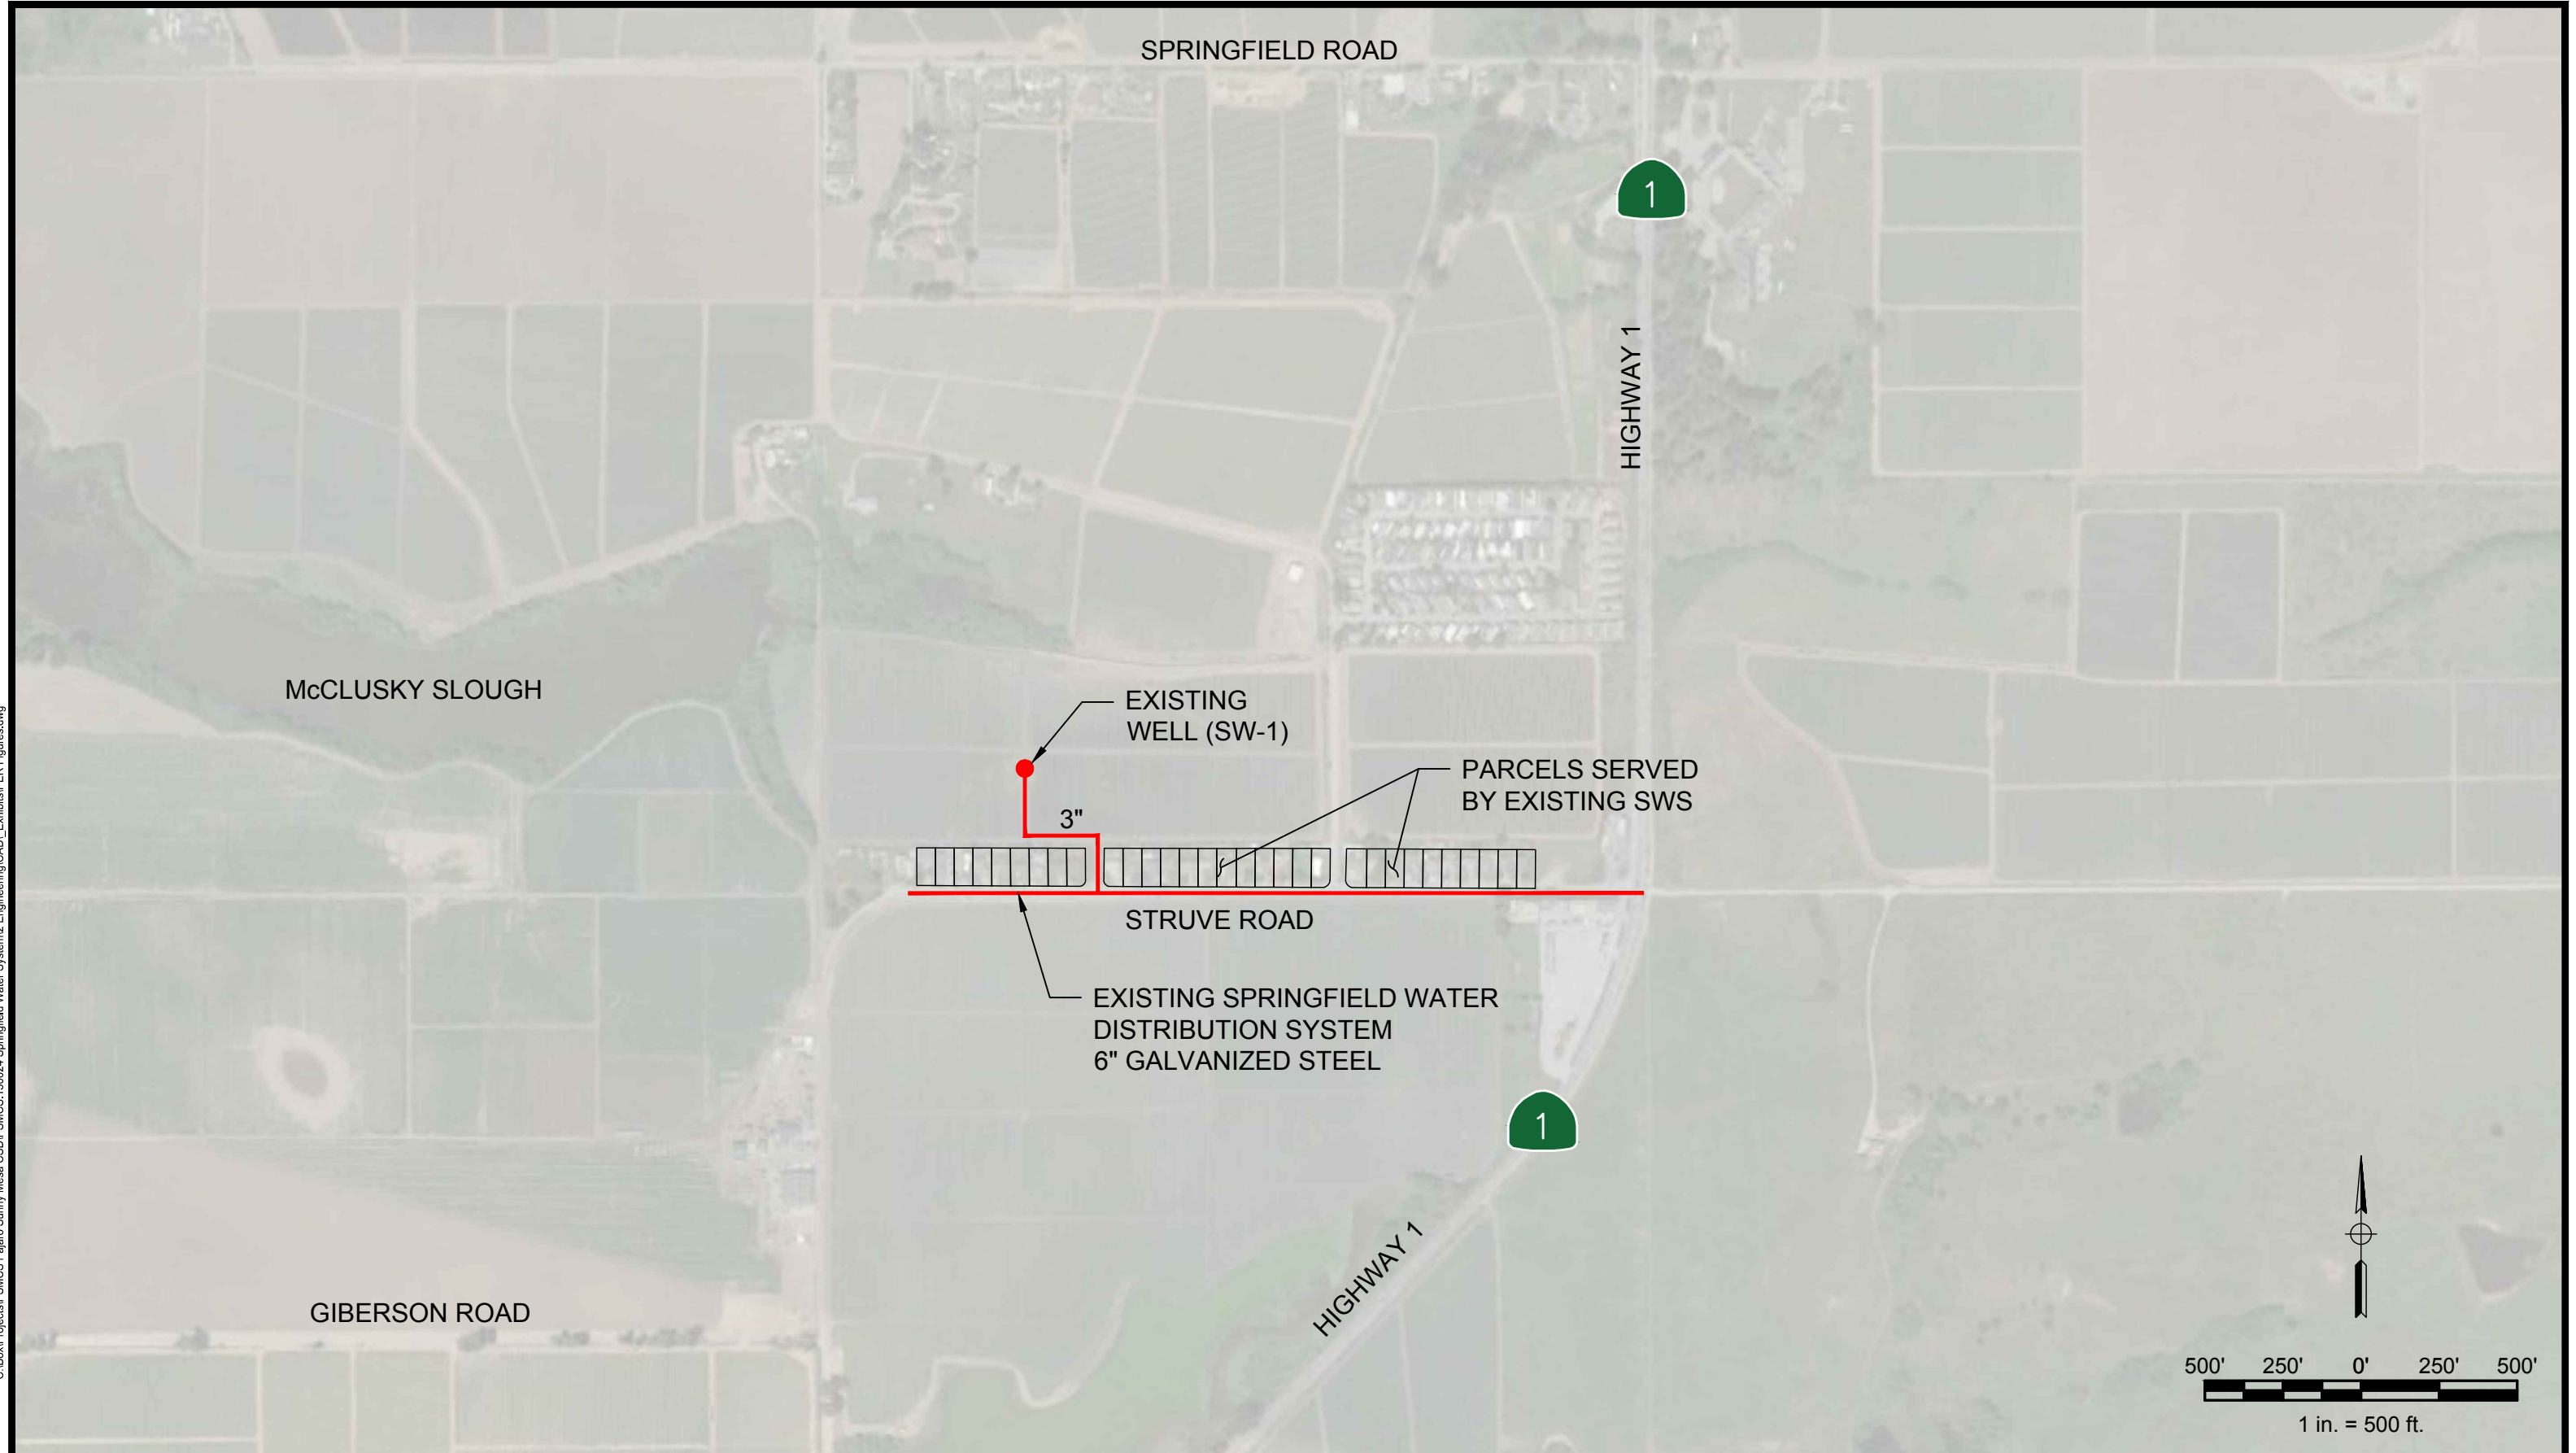 SPRINGFIELD ROAD
1
HIGHWAY 1
McCLUSKY SLOUGH
EXISTING
WELL (SW-1)
PARCELS SERVED
BY EXISTING SWS
3"
STRUVE ROAD
EXISTING SPRINGFIELD WATER
DISTRIBUTION SYSTEM
6" GALVANIZED STEEL
1
HIGHWAY 1
GIBERSON ROAD
500' 250' 0' 250' 500'
1 in. = 500 ft.